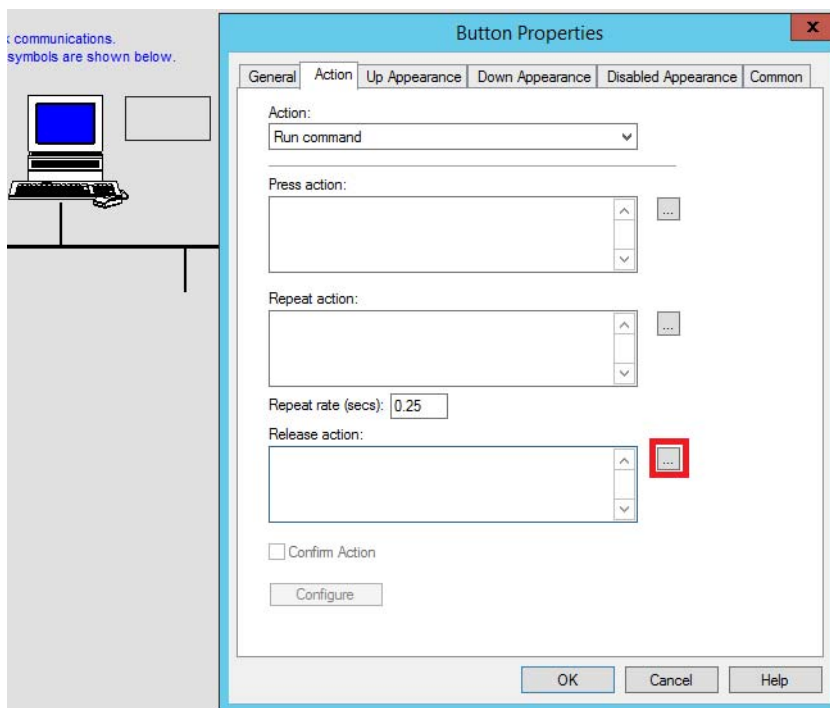 k communications.
symbols are shown below.
Button Properties
x
General Action Up Appearance Down Appearance Disabled Appearance Common
Action:
Run command
Press action:
...
Repeat action:
...
Repeat rate (secs): 0.25
Release action:
...
Confirm Action
Configure
OK Cancel Help